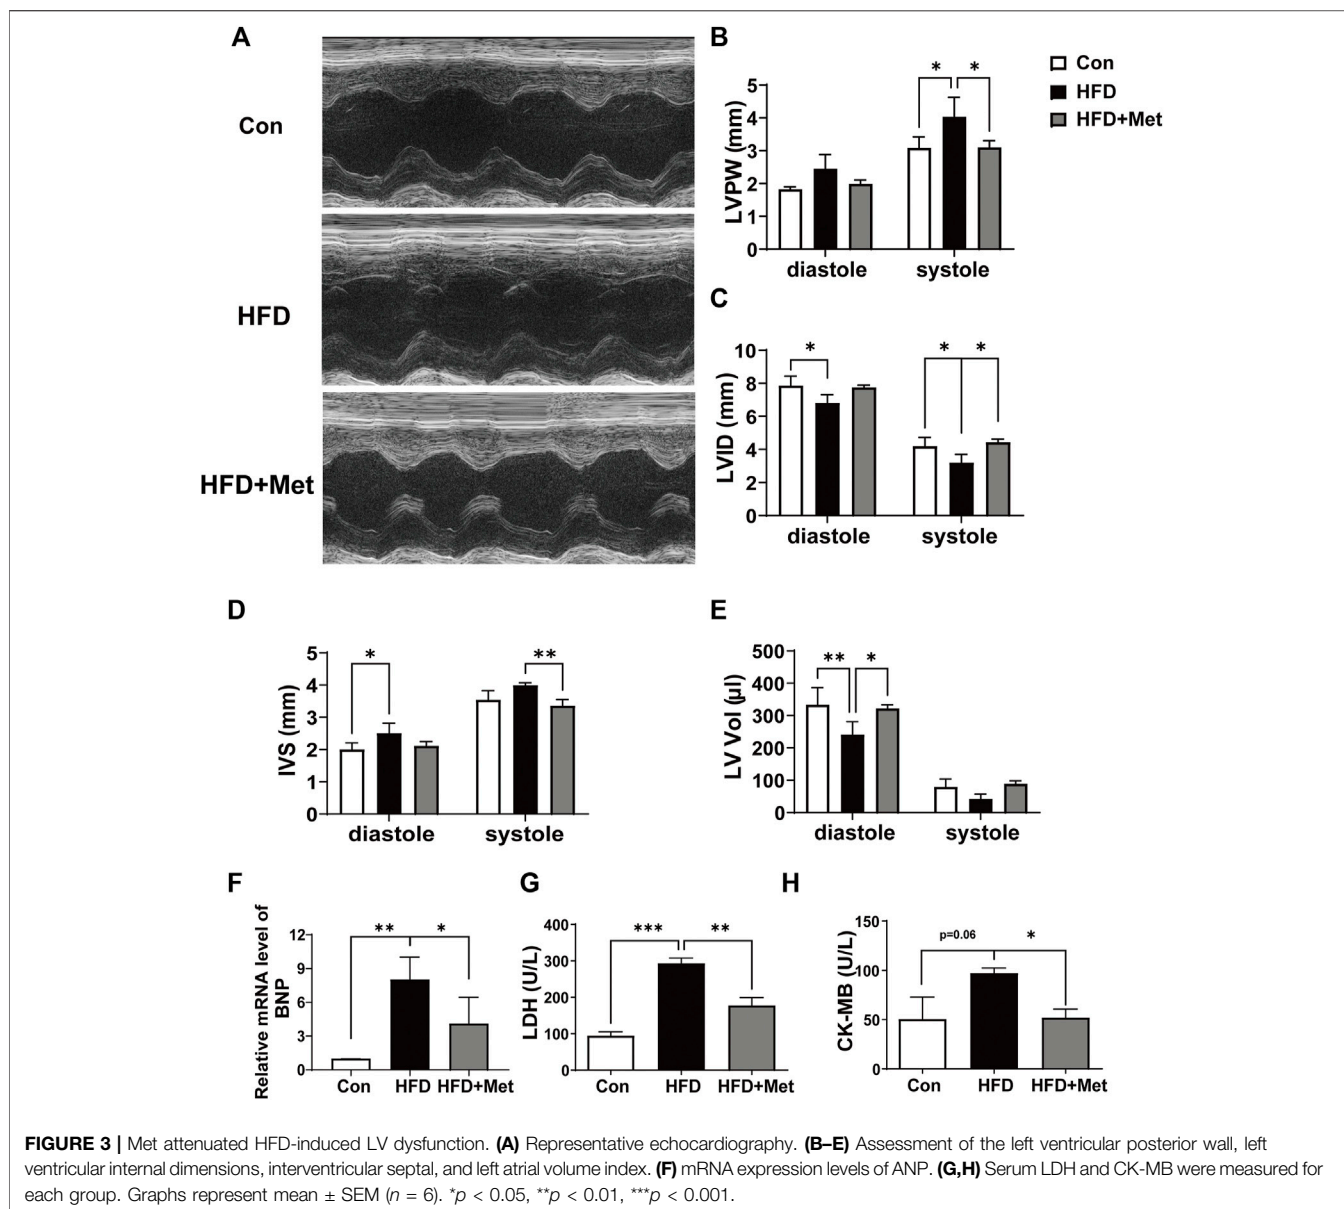 A
Con
HFD
HFD+Met
B
LVPW (mm)
5
4
3
2
1
0
* *
diastole systole
Con
HFD
HFD+Met
C
LVID (mm)
10
8
6
4
2
0
* * *
diastole systole
D
IVS (mm)
5
4
3
2
1
0
* **
diastole systole
E
LV Vol (µl)
500
400
300
200
100
0
** *
diastole systole
F
Relative mRNA level of
BNP
12
9
6
3
0
** *
Con HFD HFD+Met
G
LDH (U/L)
400
300
200
100
0
*** **
Con HFD HFD+Met
H
CK-MB (U/L)
150
100
50
0
p=0.06 *
Con HFD HFD+Met
FIGURE 3 | Met attenuated HFD-induced LV dysfunction. (A) Representative echocardiography. (B–E) Assessment of the left ventricular posterior wall, left
ventricular internal dimensions, interventricular septal, and left atrial volume index. (F) mRNA expression levels of ANP. (G,H) Serum LDH and CK-MB were measured for
each group. Graphs represent mean ± SEM (n = 6). *p < 0.05, **p < 0.01, ***p < 0.001.